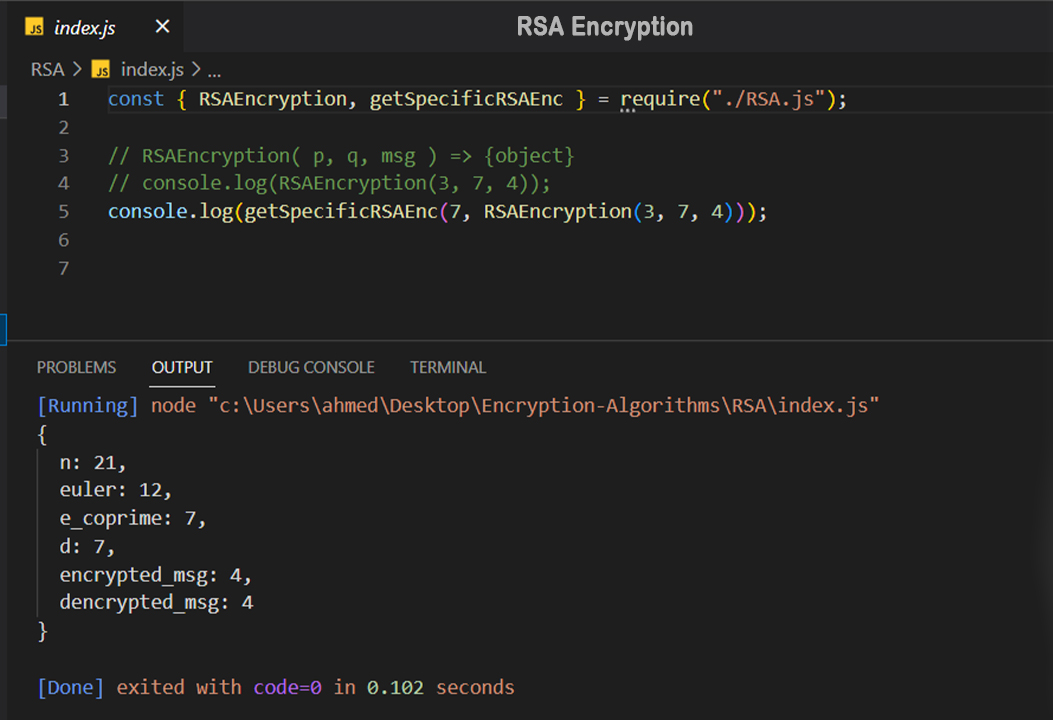 JS index.js ×
RSA Encryption
RSA > JS index.js > ...
1 const { RSAEncryption, getSpecificRSAEnc } = require("./RSA.js");
2
3 // RSAEncryption( p, q, msg ) => {object}
4 // console.log(RSAEncryption(3, 7, 4));
5 console.log(getSpecificRSAEnc(7, RSAEncryption(3, 7, 4)));
6
7
PROBLEMS OUTPUT DEBUG CONSOLE TERMINAL
[Running] node "c:\Users\ahmed\Desktop\Encryption-Algorithms\RSA\index.js"
{
n: 21,
euler: 12,
e_coprime: 7,
d: 7,
encrypted_msg: 4,
dencrypted_msg: 4
}
[Done] exited with code=0 in 0.102 seconds